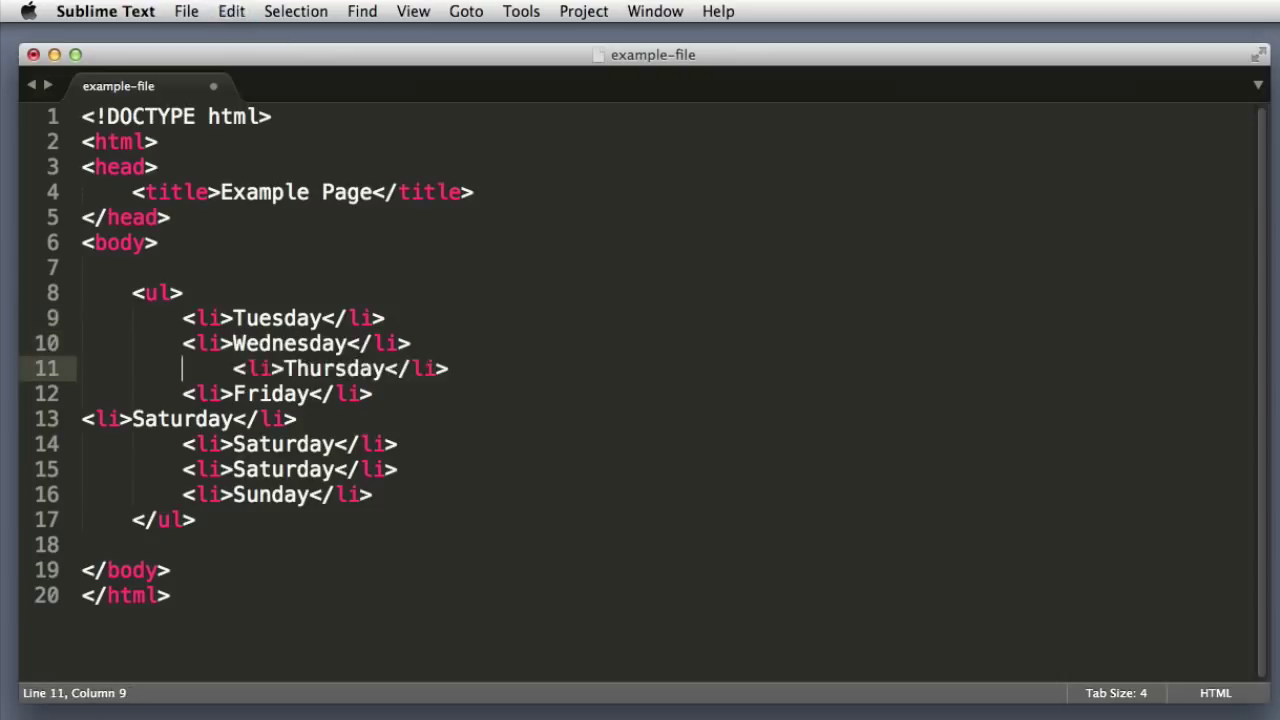 Sublime Text File Edit Selection Find View Goto Tools Project Window Help
example-file
example-file
1 <!DOCTYPE html>
2 <html>
3 <head>
4     <title>Example Page</title>
5 </head>
6 <body>
7
8     <ul>
9         <li>Tuesday</li>
10         <li>Wednesday</li>
11             <li>Thursday</li>
12         <li>Friday</li>
13 <li>Saturday</li>
14         <li>Saturday</li>
15         <li>Saturday</li>
16         <li>Sunday</li>
17     </ul>
18
19 </body>
20 </html>
Line 11, Column 9 Tab Size: 4 HTML